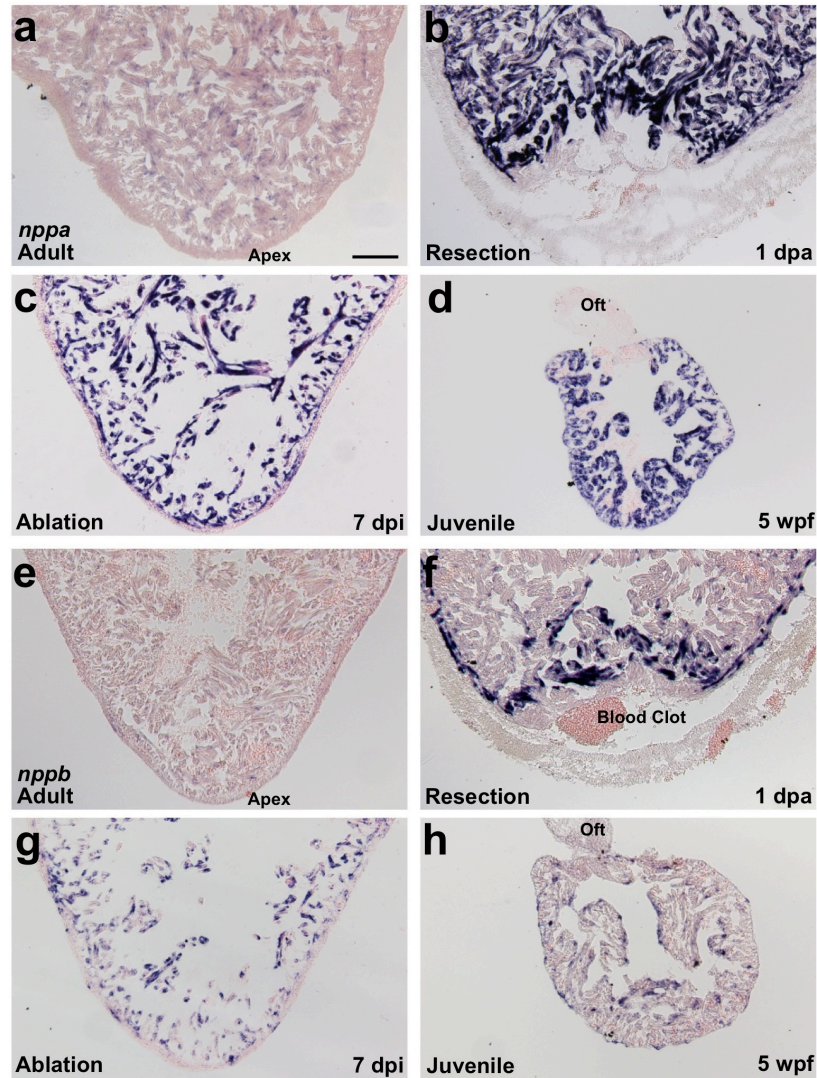 a
nppa
Adult
Apex
b
Resection
1 dpa
c
Ablation
7 dpi
d
Oft
Juvenile
5 wpf
e
nppb
Adult
Apex
f
Blood Clot
Resection
1 dpa
g
Ablation
7 dpi
h
Oft
Juvenile
5 wpf